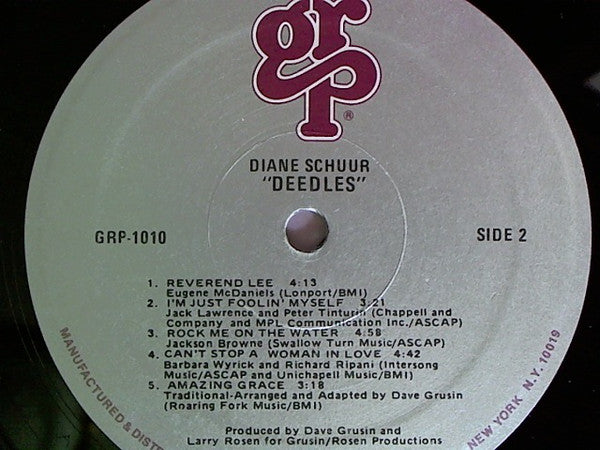 grp
®
DIANE SCHUUR
"DEEDLES"
GRP-1010
SIDE 2
1. REVEREND LEE 4:13
Eugene McDaniels (Lonport/BMI)
2. I'M JUST FOOLIN' MYSELF 3:21
Jack Lawrence and Peter Tinturin (Chappell and
Company and MPL Communication Inc./ASCAP)
3. ROCK ME ON THE WATER 4:58
Jackson Browne (Swallow Turn Music/ASCAP)
4. CAN'T STOP A WOMAN IN LOVE 4:42
Barbara Wyrick and Richard Ripani (Intersong
Music/ASCAP and Unichapell Music/BMI)
5. AMAZING GRACE 3:18
Traditional-Arranged and Adapted by Dave Grusin
(Roaring Fork Music/BMI)
Produced by Dave Grusin and
Larry Rosen for Grusin/Rosen Productions
MANUFACTURED & DISTR
NEW YORK N.Y. 10019